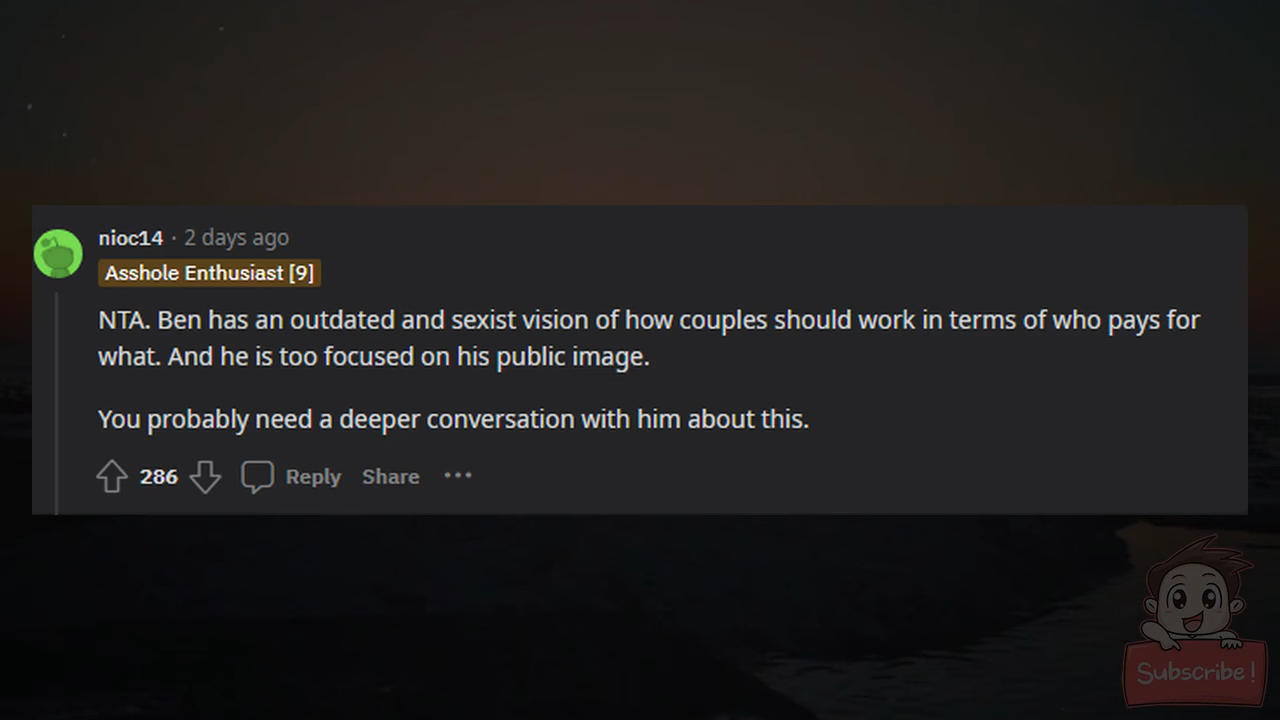 nioc14 · 2 days ago
Asshole Enthusiast [9]
NTA. Ben has an outdated and sexist vision of how couples should work in terms of who pays for
what. And he is too focused on his public image.
You probably need a deeper conversation with him about this.
286 Reply Share ···
Subscribe!